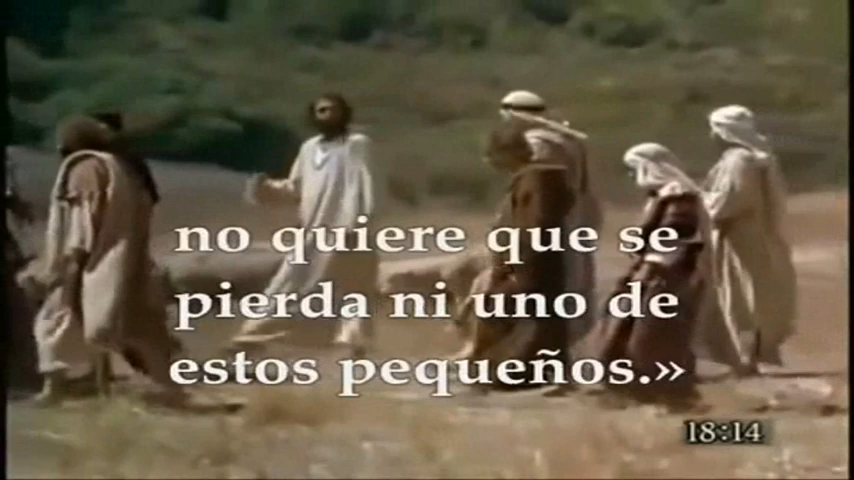 no quiere que se
pierda ni uno de
estos pequeños.»
18:14